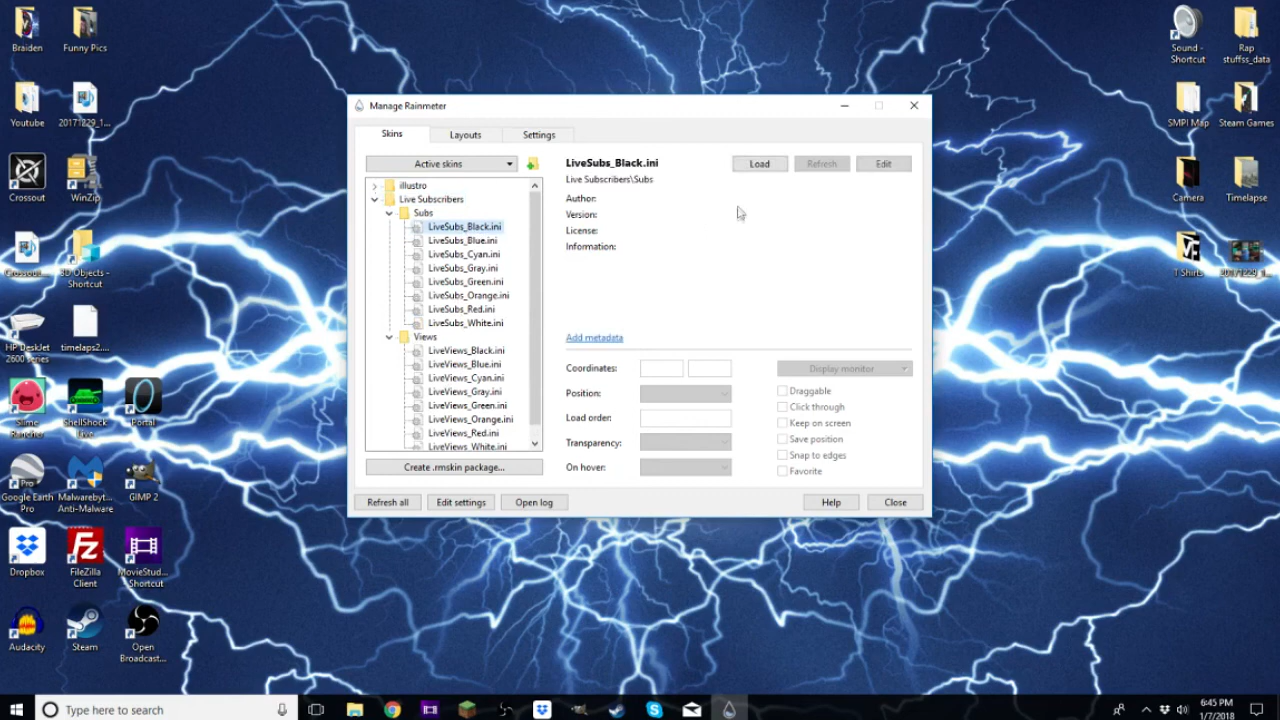 Braiden
Funny Pics
Youtube
20171229_1...
Crossout
WinZip
3D Objects -
Shortcut
HP DeskJet
2600 series
timelaps2...
Slime
Rancher
ShellShock
Live
Portal
Google Earth
Pro
Malwarebyt...
Anti-Malware
GIMP 2
Dropbox
FileZilla
Client
MovieStud...
Shortcut
Audacity
Steam
Open
Broadcast...
Manage Rainmeter
Skins
Layouts
Settings
Active skins
illustro
Live Subscribers
Subs
LiveSubs_Black.ini
LiveSubs_Blue.ini
LiveSubs_Cyan.ini
LiveSubs_Gray.ini
LiveSubs_Green.ini
LiveSubs_Orange.ini
LiveSubs_Red.ini
LiveSubs_White.ini
Views
LiveViews_Black.ini
LiveViews_Blue.ini
LiveViews_Cyan.ini
LiveViews_Gray.ini
LiveViews_Green.ini
LiveViews_Orange.ini
LiveViews_Red.ini
LiveViews_White.ini
Create .rmskin package...
LiveSubs_Black.ini
Load
Refresh
Edit
Live Subscribers\Subs
Author:
Version:
License:
Information:
Add metadata
Coordinates:
Display monitor
Position:
Load order:
Transparency:
On hover:
Draggable
Click through
Keep on screen
Save position
Snap to edges
Favorite
Refresh all
Edit settings
Open log
Help
Close
Sound -
Shortcut
Rap
stuffss_data
SMPI Map
Steam Games
Camera
Timelapse
T Shirts
20171229_1...
Type here to search
6:45 PM
1/7/2018